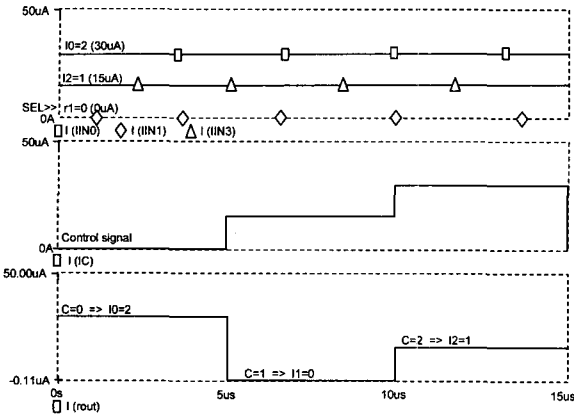 50uA
I0=2 (30uA)
I2=1 (15uA)
SEL>> r1=0 (0uA)
0A
I (IIN0) I (IIN1) I (IIN3)
50uA
Control signal
0A
I (IC)
50.00uA
C=0 => I0=2
C=2 => I2=1
C=1 => I1=0
-0.11uA
0s 5us 10us 15us
I (rout)